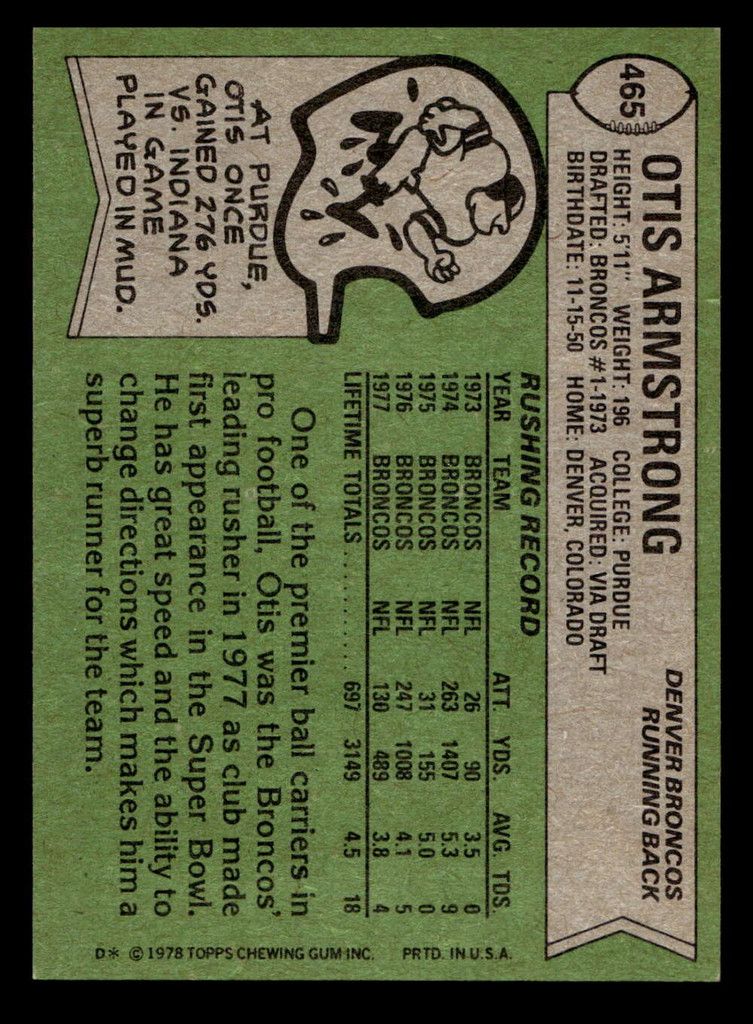 465
OTIS ARMSTRONG
DENVER BRONCOS
RUNNING BACK
HEIGHT: 5'11" WEIGHT: 196 COLLEGE: PURDUE
DRAFTED: BRONCOS #1-1973 ACQUIRED: VIA DRAFT
BIRTHDATE: 11-15-50 HOME: DENVER, COLORADO
AT PURDUE,
OTIS ONCE
GAINED 276 YDS.
VS. INDIANA
IN GAME
PLAYED IN MUD.
RUSHING RECORD
YEAR TEAM ATT. YDS. AVG. TDS.
1973 BRONCOS NFL 26 90 3.5 0
1974 BRONCOS NFL 263 1407 5.3 9
1975 BRONCOS NFL 31 155 5.0 0
1976 BRONCOS NFL 247 1008 4.1 5
1977 BRONCOS NFL 130 489 3.8 4
LIFETIME TOTALS .......... 697 3149 4.5 18
One of the premier ball carriers in
pro football, Otis was the Broncos'
leading rusher in 1977 as club made
first appearance in the Super Bowl.
He has great speed and the ability to
change directions which makes him a
superb runner for the team.
D* © 1978 TOPPS CHEWING GUM INC. PRTD. IN U.S.A.